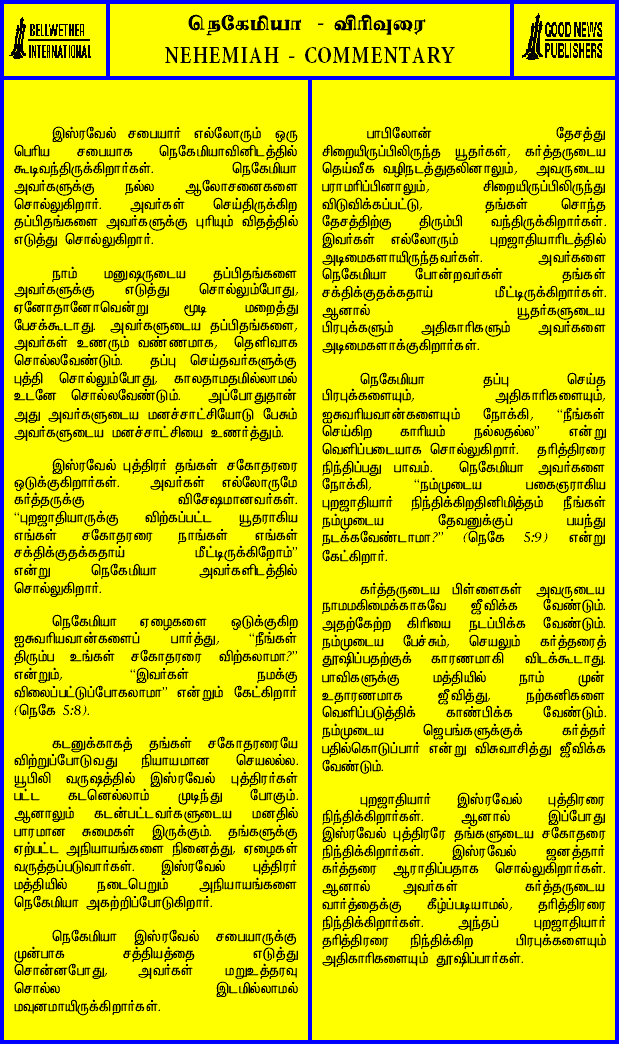 BELLWETHER
INTERNATIONAL
நெகேமியா - விரிவுரை
NEHEMIAH - COMMENTARY
GOOD NEWS
PUBLISHERS
இஸ்ரவேல் சபையார் எல்லோரும் ஒரு
பெரிய சபையாக நெகேமியாவினிடத்தில்
கூடிவந்திருக்கிறார்கள். நெகேமியா
அவர்களுக்கு நல்ல ஆலோசனைகளை
சொல்லுகிறார். அவர்கள் செய்திருக்கிற
தப்பிதங்களை அவர்களுக்கு புரியும் விதத்தில்
எடுத்து சொல்லுகிறார்.
நாம் மனுஷருடைய தப்பிதங்களை
அவர்களுக்கு எடுத்து சொல்லும்போது,
ஏனோதானோவென்று மூடி மறைத்து
பேசக்கூடாது. அவர்களுடைய தப்பிதங்களை,
அவர்கள் உணரும் வண்ணமாக, தெளிவாக
சொல்லவேண்டும். தப்பு செய்தவர்களுக்கு
புத்தி சொல்லும்போது, காலதாமதமில்லாமல்
உடனே சொல்லவேண்டும். அப்போதுதான்
அது அவர்களுடைய மனச்சாட்சியோடு பேசும்
அவர்களுடைய மனச்சாட்சியை உணர்த்தும்.
இஸ்ரவேல் புத்திரர் தங்கள் சகோதரரை
ஒடுக்குகிறார்கள். அவர்கள் எல்லோருமே
கர்த்தருக்கு விசேஷமானவர்கள்.
“புறஜாதியாருக்கு விற்கப்பட்ட யூதராகிய
எங்கள் சகோதரரை நாங்கள் எங்கள்
சக்திக்குதக்கதாய் மீட்டிருக்கிறோம்”
என்று நெகேமியா அவர்களிடத்தில்
சொல்லுகிறார்.
நெகேமியா ஏழைகளை ஒடுக்குகிற
ஐசுவரியவான்களைப் பார்த்து, “நீங்கள்
திரும்ப உங்கள் சகோதரரை விற்கலாமா?”
என்றும், “இவர்கள் நமக்கு
விலைப்பட்டுப்போகலாமா” என்றும் கேட்கிறார்
(நெகே 5:8).
கடனுக்காகத் தங்கள் சகோதரரையே
விற்றுப்போடுவது நியாயமான செயலல்ல.
யூபிலி வருஷத்தில் இஸ்ரவேல் புத்திரர்கள்
பட்ட கடனெல்லாம் முடிந்து போகும்.
ஆனாலும் கடன்பட்டவர்களுடைய மனதில்
பாரமான சுமைகள் இருக்கும். தங்களுக்கு
ஏற்பட்ட அநியாயங்களை நினைத்து, ஏழைகள்
வருத்தப்படுவார்கள். இஸ்ரவேல் புத்திரர்
மத்தியில் நடைபெறும் அநியாயங்களை
நெகேமியா அகற்றிப்போடுகிறார்.
நெகேமியா இஸ்ரவேல் சபையாருக்கு
முன்பாக சத்தியத்தை எடுத்து
சொன்னபோது, அவர்கள் மறுஉத்தரவு
சொல்ல இடமில்லாமல்
மவுனமாயிருக்கிறார்கள்.
பாபிலோன் தேசத்து
சிறையிருப்பிலிருந்த யூதர்கள், கர்த்தருடைய
தெய்வீக வழிநடத்துதலினாலும், அவருடைய
பராமரிப்பினாலும், சிறையிருப்பிலிருந்து
விடுவிக்கப்பட்டு, தங்கள் சொந்த
தேசத்திற்கு திரும்பி வந்திருக்கிறார்கள்.
இவர்கள் எல்லோரும் புறஜாதியாரிடத்தில்
அடிமைகளாயிருந்தவர்கள். அவர்களை
நெகேமியா போன்றவர்கள் தங்கள்
சக்திக்குதக்கதாய் மீட்டிருக்கிறார்கள்.
ஆனால் யூதர்களுடைய
பிரபுக்களும் அதிகாரிகளும் அவர்களை
அடிமைகளாக்குகிறார்கள்.
நெகேமியா தப்பு செய்த
பிரபுக்களையும், அதிகாரிகளையும்,
ஐசுவரியவான்களையும் நோக்கி, “நீங்கள்
செய்கிற காரியம் நல்லதல்ல” என்று
வெளிப்படையாக சொல்லுகிறார். தரித்திரரை
நிந்திப்பது பாவம். நெகேமியா அவர்களை
நோக்கி, “நம்முடைய பகைஞராகிய
புறஜாதியார் நிந்திக்கிறதினிமித்தம் நீங்கள்
நம்முடைய தேவனுக்குப் பயந்து
நடக்கவேண்டாமா?” (நெகே 5:9) என்று
கேட்கிறார்.
கர்த்தருடைய பிள்ளைகள் அவருடைய
நாமமகிமைக்காகவே ஜீவிக்க வேண்டும்.
அதற்கேற்ற கிரியை நடப்பிக்க வேண்டும்.
நம்முடைய பேச்சும், செயலும் கர்த்தரைத்
தூஷிப்பதற்குக் காரணமாகி விடக்கூடாது.
பாவிகளுக்கு மத்தியில் நாம் முன்
உதாரணமாக ஜீவித்து, நற்கனிகளை
வெளிப்படுத்திக் காண்பிக்க வேண்டும்.
நம்முடைய ஜெபங்களுக்குக் கர்த்தர்
பதில்கொடுப்பார் என்று விசுவாசித்து ஜீவிக்க
வேண்டும்.
புறஜாதியார் இஸ்ரவேல் புத்திரரை
நிந்திக்கிறார்கள். ஆனால் இப்போது
இஸ்ரவேல் புத்திரரே தங்களுடைய சகோதரை
நிந்திக்கிறார்கள். இஸ்ரவேல் ஜனத்தார்
கர்த்தரை ஆராதிப்பதாக சொல்லுகிறார்கள்.
ஆனால் அவர்கள் கர்த்தருடைய
வார்த்தைக்கு கீழ்ப்படியாமல், தரித்திரரை
நிந்திக்கிறார்கள். அந்தப் புறஜாதியார்
தரித்திரரை நிந்திக்கிற பிரபுக்களையும்
அதிகாரிகளையும் தூஷிப்பார்கள்.